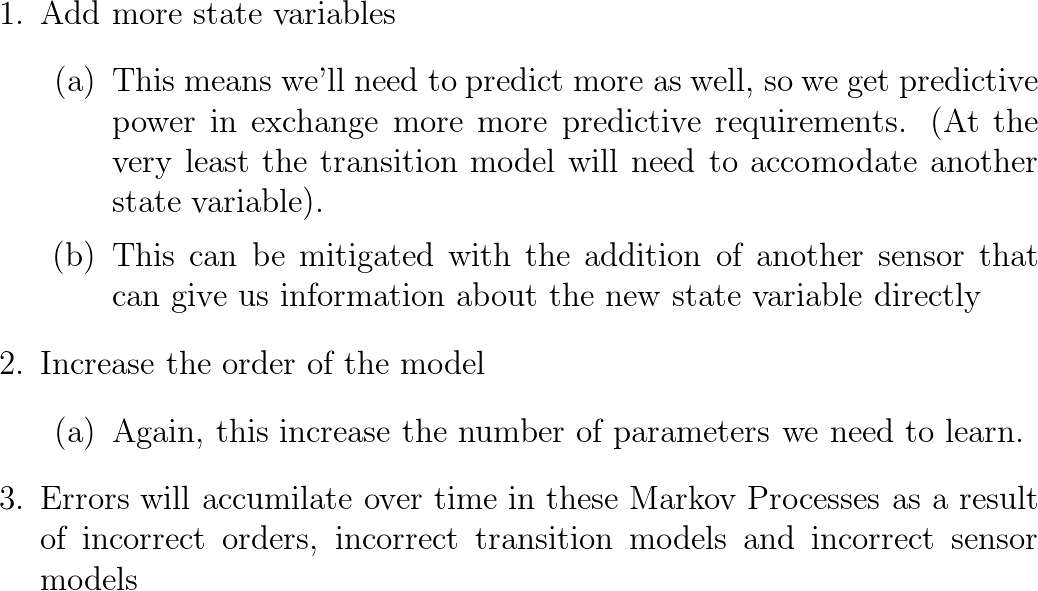 1. Add more state variables
(a) This means we'll need to predict more as well, so we get predictive
power in exchange more more predictive requirements. (At the
very least the transition model will need to accomodate another
state variable).
(b) This can be mitigated with the addition of another sensor that
can give us information about the new state variable directly
2. Increase the order of the model
(a) Again, this increase the number of parameters we need to learn.
3. Errors will accumilate over time in these Markov Processes as a result
of incorrect orders, incorrect transition models and incorrect sensor
models